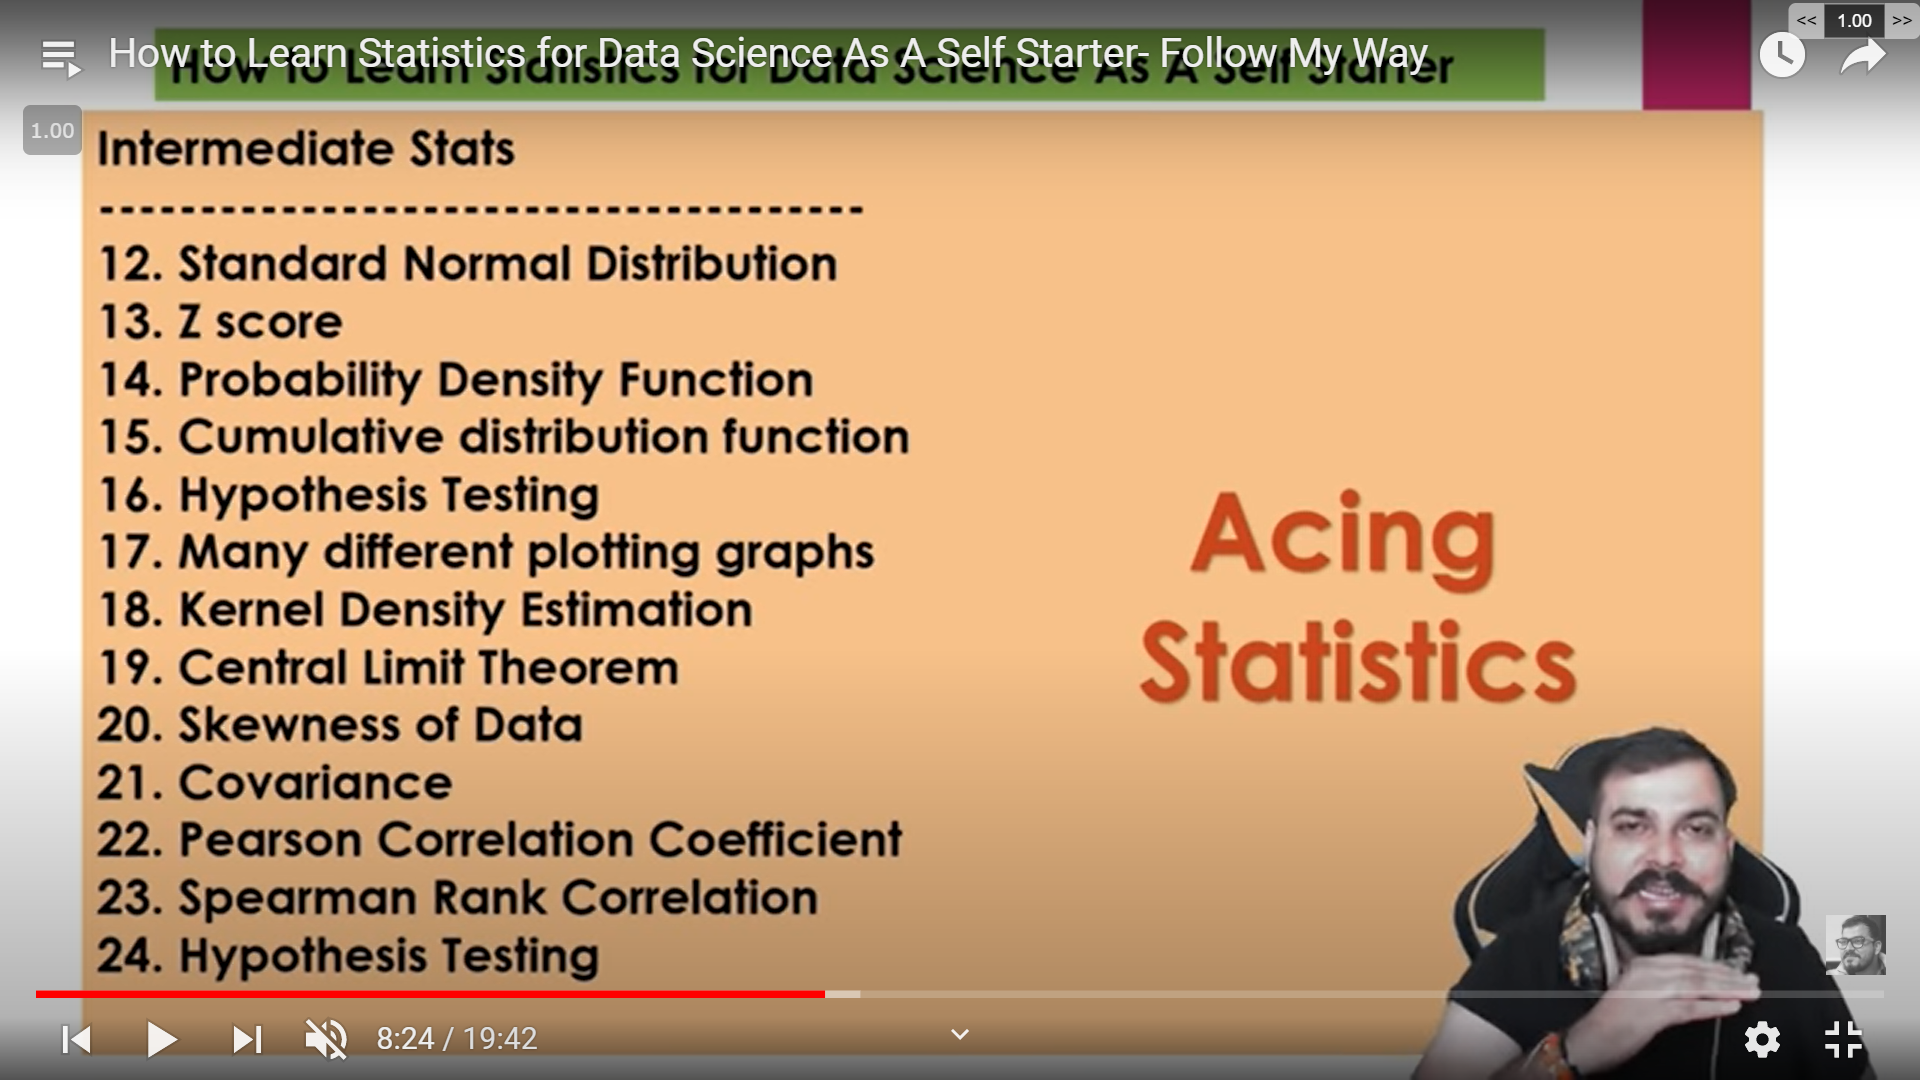 << 1.00 >>
How to Learn Statistics for Data Science As A Self Starter- Follow My Way
How to Learn Statistics for Data Science As A Self Starter
1.00
Intermediate Stats
--------------------------------------
12. Standard Normal Distribution
13. Z score
14. Probability Density Function
15. Cumulative distribution function
16. Hypothesis Testing
17. Many different plotting graphs
18. Kernel Density Estimation
19. Central Limit Theorem
20. Skewness of Data
21. Covariance
22. Pearson Correlation Coefficient
23. Spearman Rank Correlation
24. Hypothesis Testing
Acing
Statistics
8:24 / 19:42